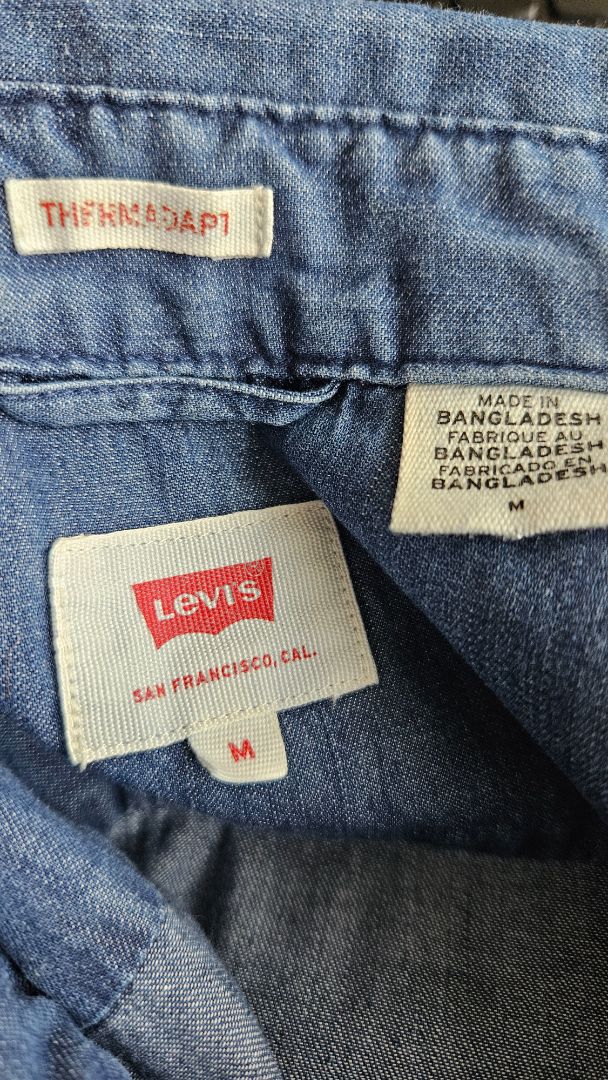 THERMADAPT
MADE IN
BANGLADESH
FABRIQUE AU
BANGLADESH
FABRICADO EN
BANGLADESH
M
LEVI'S®
SAN FRANCISCO, CAL.
M